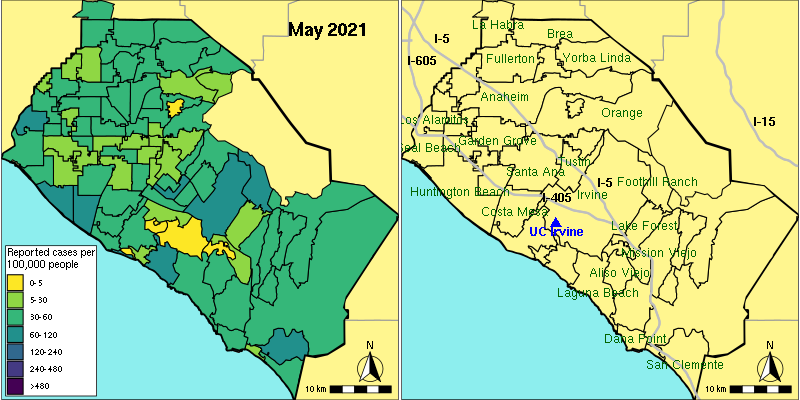 May 2021
Reported cases per
100,000 people
0-5
5-30
30-60
60-120
120-240
240-480
>480
N
10 km
La Habra
Brea
I-5
I-605
Fullerton
Yorba Linda
Anaheim
Orange
I-15
Los Alamitos
Garden Grove
Seal Beach
Tustin
Santa Ana
I-5
Foothill Ranch
Huntington Beach
I-405
Irvine
Costa Mesa
UC Irvine
Lake Forest
Mission Viejo
Aliso Viejo
Laguna Beach
Dana Point
San Clemente
N
10 km